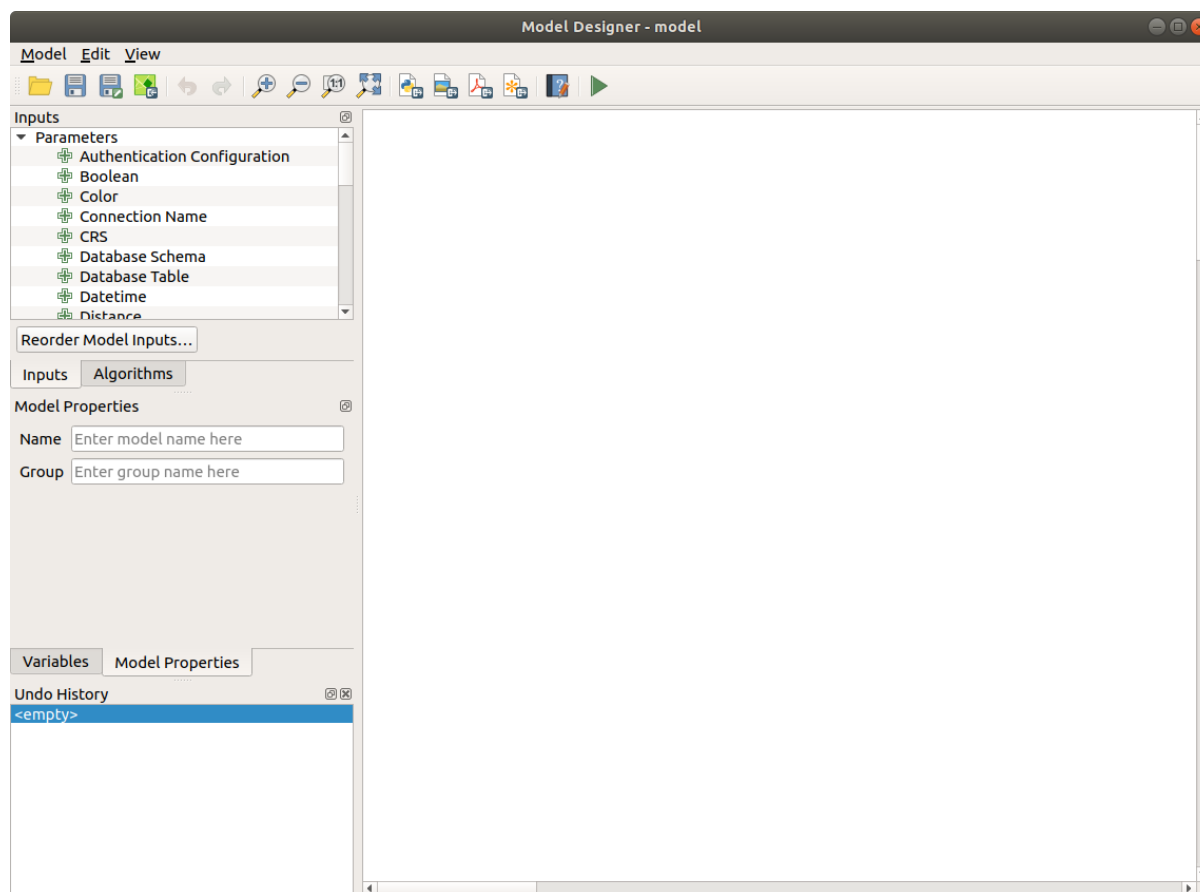 Model Designer - model
Model Edit View
Inputs
Parameters
Authentication Configuration
Boolean
Color
Connection Name
CRS
Database Schema
Database Table
Datetime
Distance
Reorder Model Inputs...
Inputs Algorithms
Model Properties
Name Enter model name here
Group Enter group name here
Variables Model Properties
Undo History
<empty>